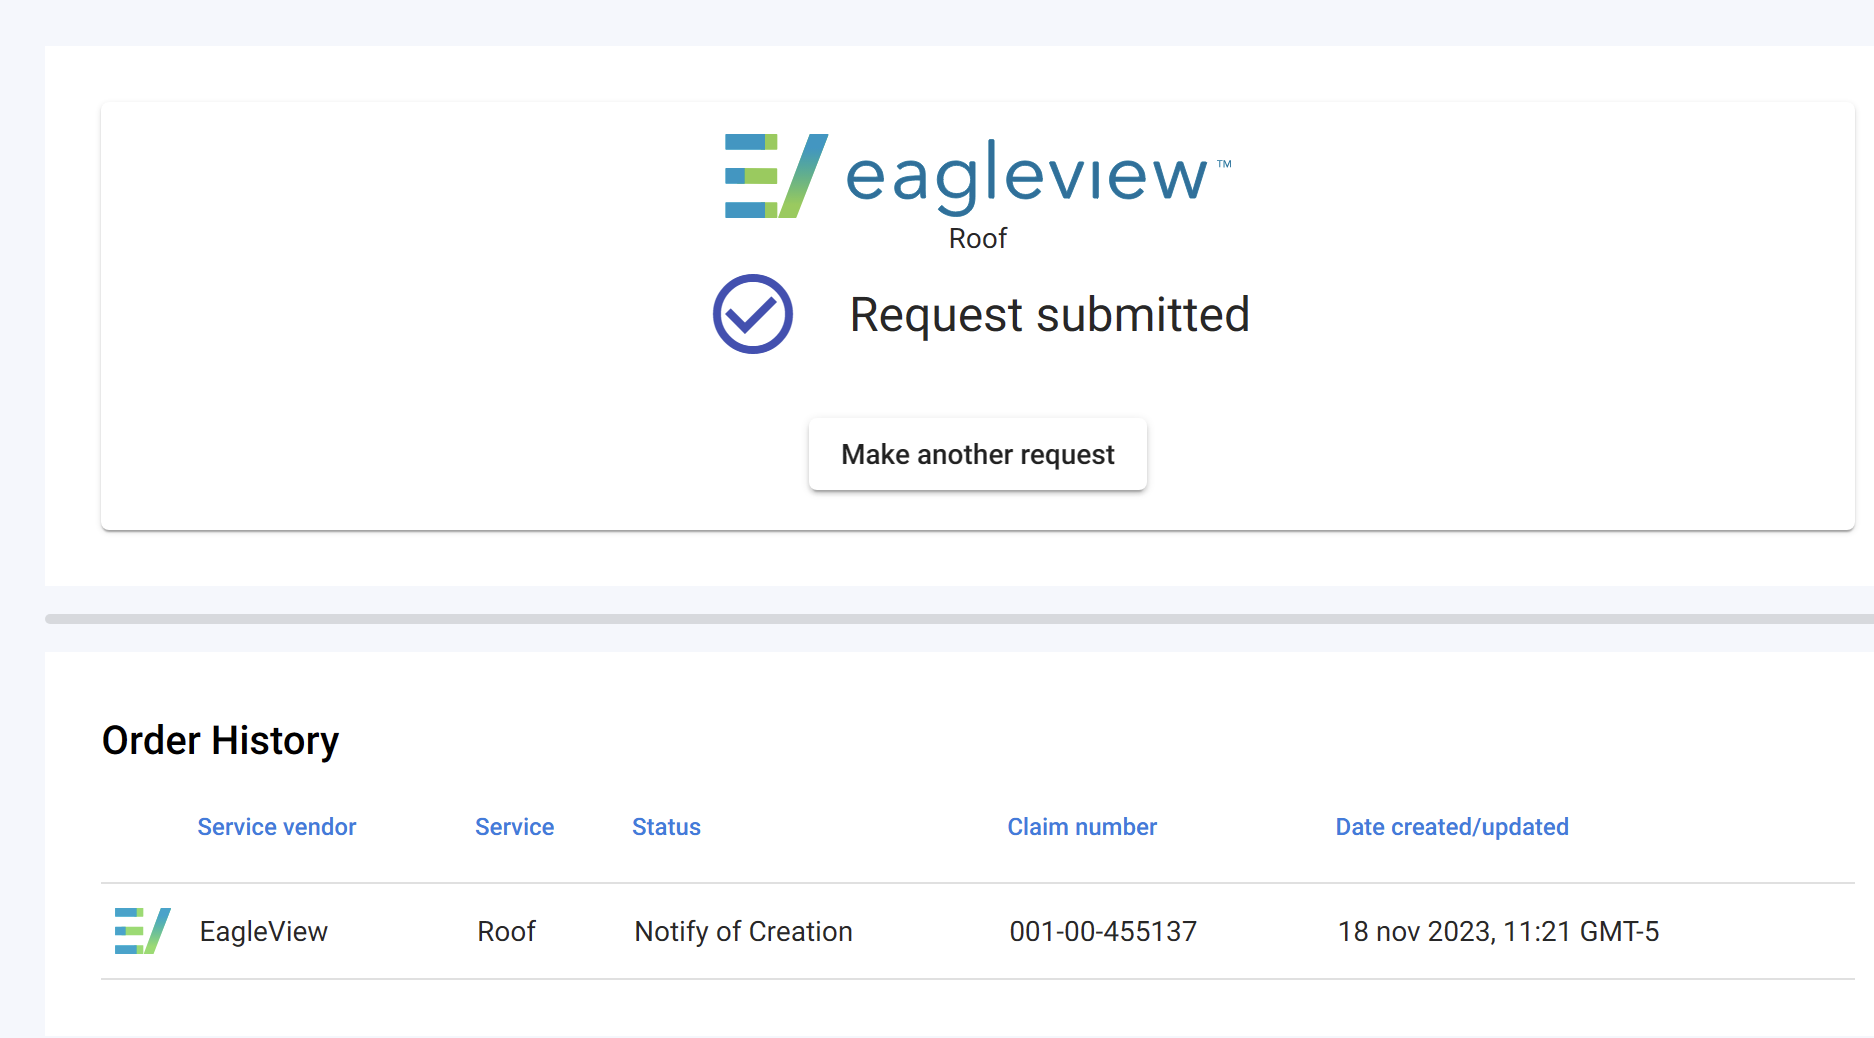 eagleview™
Roof
Request submitted
Make another request
Order History
Service vendor Service Status Claim number Date created/updated
EagleView Roof Notify of Creation 001-00-455137 18 nov 2023, 11:21 GMT-5